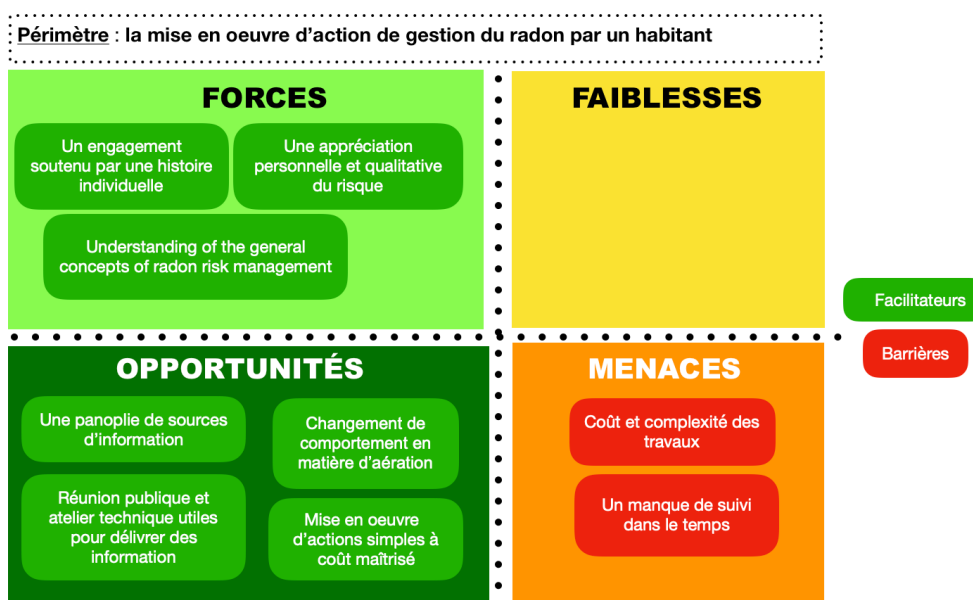 Périmètre : la mise en oeuvre d’action de gestion du radon par un habitant
FORCES
Un engagement
soutenu par une histoire
individuelle
Une appréciation
personnelle et qualitative
du risque
Understanding of the general
concepts of radon risk management
FAIBLESSES
Facilitateurs
Barrières
OPPORTUNITÉS
Une panoplie de sources
d’information
Changement de
comportement en
matière d’aération
Réunion publique et
atelier technique utiles
pour délivrer des
information
Mise en oeuvre
d’actions simples à
coût maîtrisé
MENACES
Coût et complexité des
travaux
Un manque de suivi
dans le temps